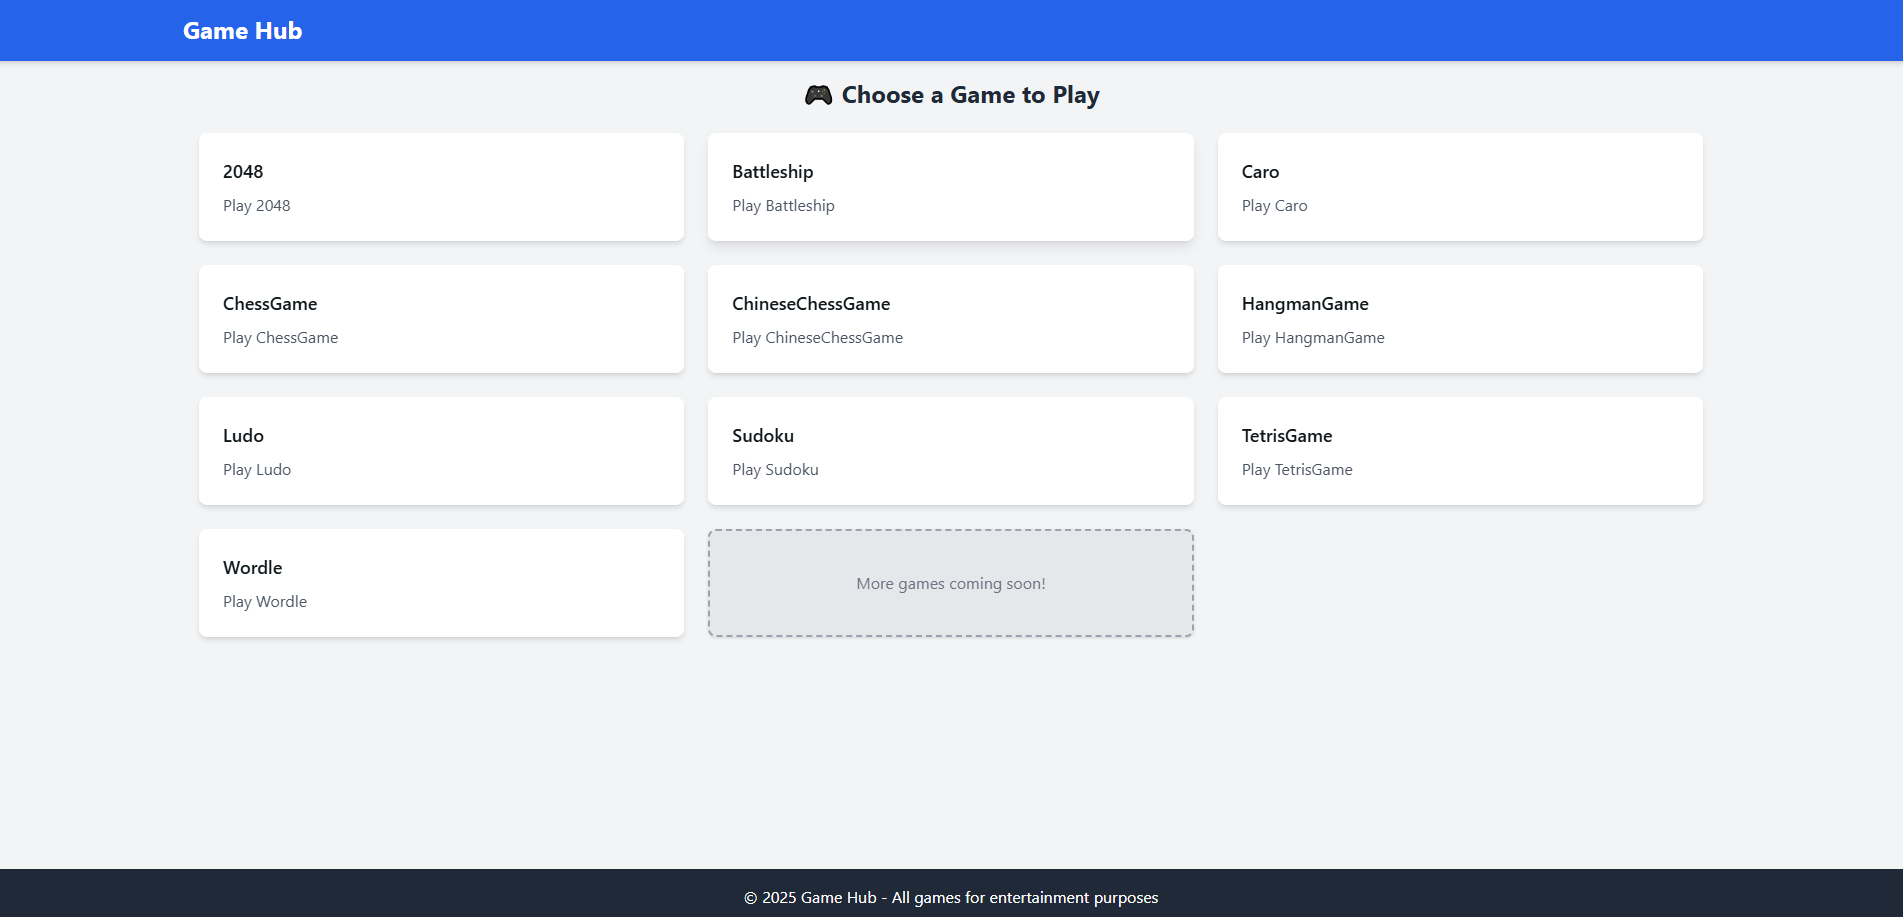 Game Hub
🎮 Choose a Game to Play
2048
Play 2048
Battleship
Play Battleship
Caro
Play Caro
ChessGame
Play ChessGame
ChineseChessGame
Play ChineseChessGame
HangmanGame
Play HangmanGame
Ludo
Play Ludo
Sudoku
Play Sudoku
TetrisGame
Play TetrisGame
Wordle
Play Wordle
More games coming soon!
© 2025 Game Hub - All games for entertainment purposes